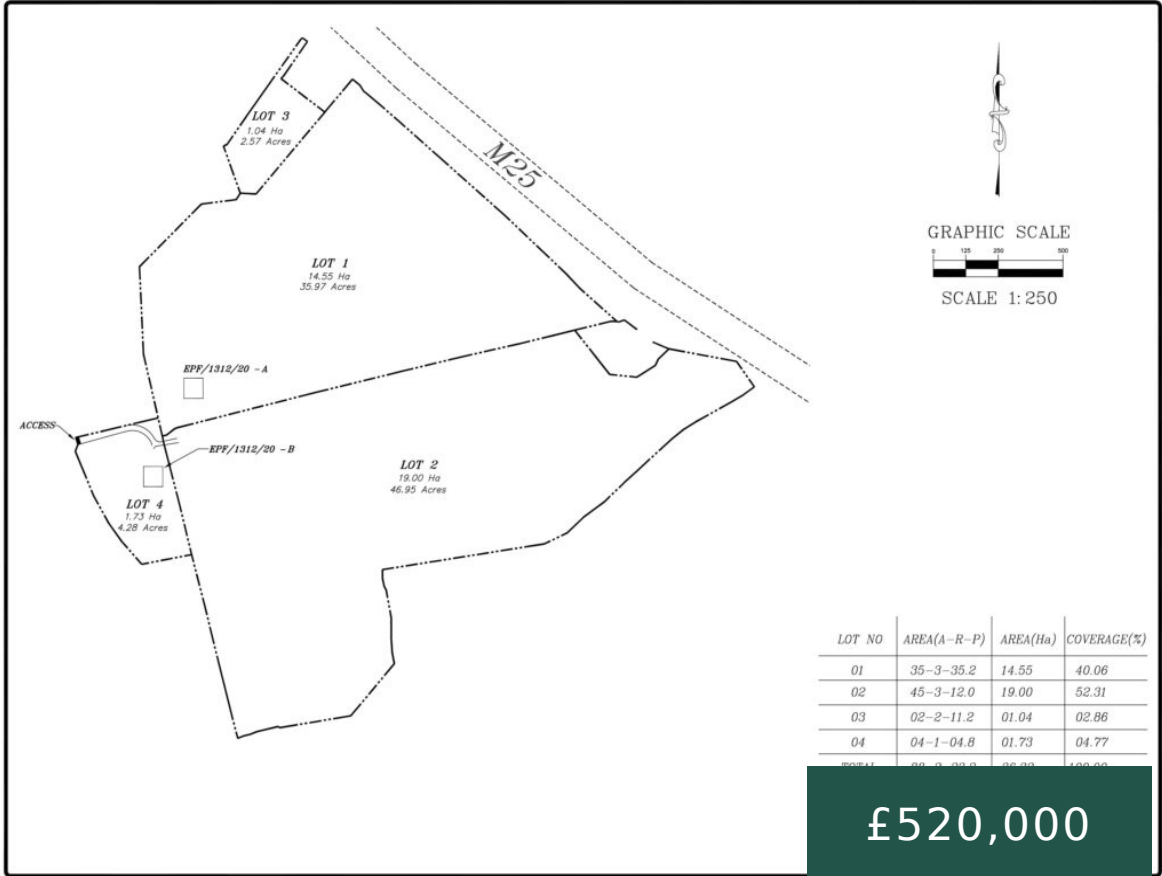 LOT 3
1.04 Ha
2.57 Acres
M25
GRAPHIC SCALE
0 125 250 500
SCALE 1:250
LOT 1
14.55 Ha
35.97 Acres
EPF/1312/20 -A
ACCESS
EPF/1312/20 -B
LOT 2
19.00 Ha
46.95 Acres
LOT 4
1.73 Ha
4.28 Acres
LOT NO AREA(A-R-P) AREA(Ha) COVERAGE(%)
01 35-3-35.2 14.55 40.06
02 45-3-12.0 19.00 52.31
03 02-2-11.2 01.04 02.86
04 04-1-04.8 01.73 04.77
TOTAL
£520,000